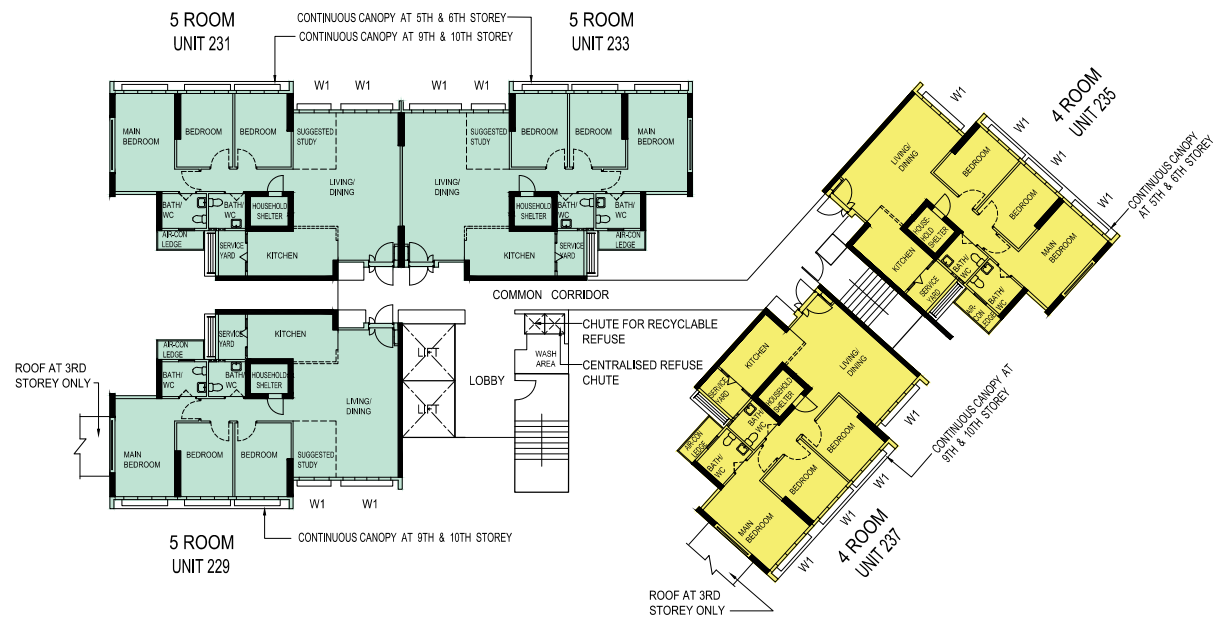 5 ROOM
UNIT 231
CONTINUOUS CANOPY AT 5TH & 6TH STOREY
CONTINUOUS CANOPY AT 9TH & 10TH STOREY
5 ROOM
UNIT 233
W1
W1
W1
W1
MAIN
BEDROOM
BEDROOM
BEDROOM
SUGGESTED
STUDY
LIVING/
DINING
BATH/
WC
BATH/
WC
HOUSEHOLD
SHELTER
AIR-CON
LEDGE
SERVICE
YARD
KITCHEN
SUGGESTED
STUDY
BEDROOM
BEDROOM
MAIN
BEDROOM
LIVING/
DINING
HOUSEHOLD
SHELTER
BATH/
WC
BATH/
WC
KITCHEN
SERVICE
YARD
AIR-CON
LEDGE
4 ROOM
UNIT 235
W1
W1
W1
W1
LIVING/
DINING
BEDROOM
BEDROOM
MAIN
BEDROOM
HOUSE-
HOLD
SHELTER
KITCHEN
BATH/
WC
BATH/
WC
SERVICE
YARD
AIR-
CON
LEDGE
CONTINUOUS CANOPY
AT 5TH & 6TH STOREY
COMMON CORRIDOR
CHUTE FOR RECYCLABLE
REFUSE
WASH
AREA
CENTRALISED REFUSE
CHUTE
LIFT
LIFT
LOBBY
ROOF AT 3RD
STOREY ONLY
AIR-CON
LEDGE
SERVICE
YARD
KITCHEN
BATH/
WC
BATH/
WC
HOUSEHOLD
SHELTER
LIVING/
DINING
MAIN
BEDROOM
BEDROOM
BEDROOM
SUGGESTED
STUDY
W1
W1
CONTINUOUS CANOPY AT 9TH & 10TH STOREY
5 ROOM
UNIT 229
KITCHEN
LIVING/
DINING
SERVICE
YARD
HOUSEHOLD
SHELTER
BATH/
WC
AIR-CON
LEDGE
BATH/
WC
BEDROOM
BEDROOM
MAIN
BEDROOM
W1
W1
W1
W1
CONTINUOUS CANOPY AT
9TH & 10TH STOREY
4 ROOM
UNIT 237
ROOF AT 3RD
STOREY ONLY